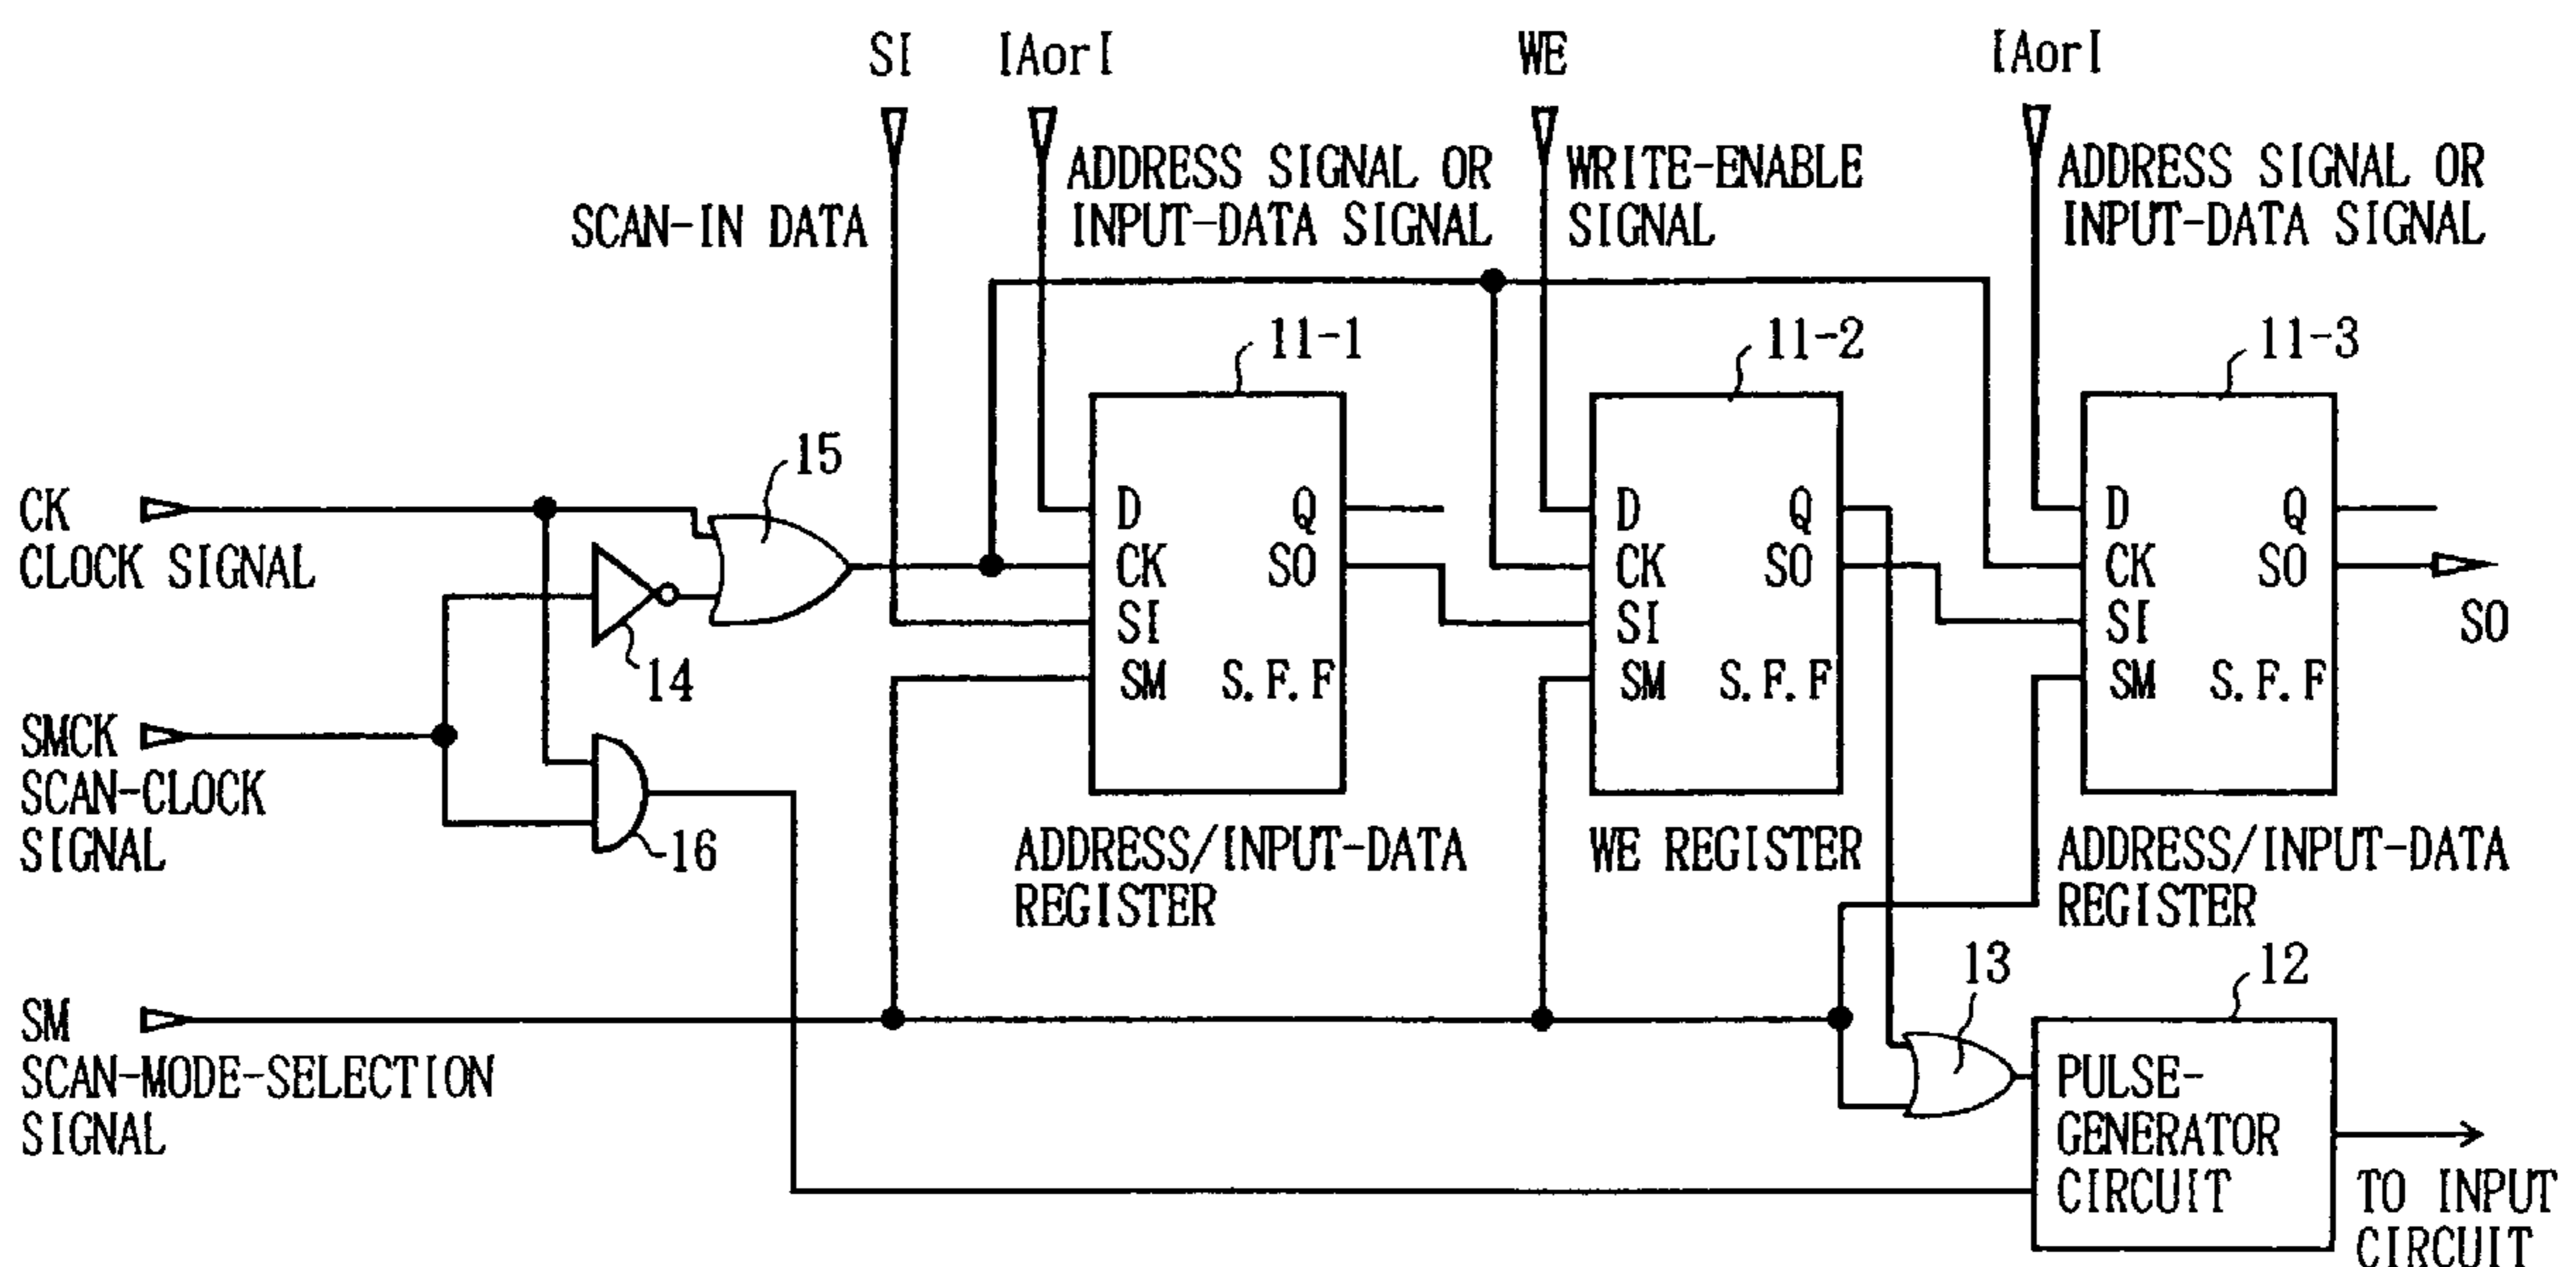 SI
IAorI
WE
IAorI
SCAN-IN DATA
ADDRESS SIGNAL OR
INPUT-DATA SIGNAL
WRITE-ENABLE
SIGNAL
ADDRESS SIGNAL OR
INPUT-DATA SIGNAL
11-1
11-2
11-3
15
CK
CLOCK SIGNAL
14
SMCK
SCAN-CLOCK
SIGNAL
16
D
CK
SI
SM
Q
SO
S.F.F
D
CK
SI
SM
Q
SO
S.F.F
D
CK
SI
SM
Q
SO
S.F.F
SO
ADDRESS/INPUT-DATA
REGISTER
WE REGISTER
ADDRESS/INPUT-DATA
REGISTER
SM
SCAN-MODE-SELECTION
SIGNAL
13
12
PULSE-
GENERATOR
CIRCUIT
TO INPUT
CIRCUIT